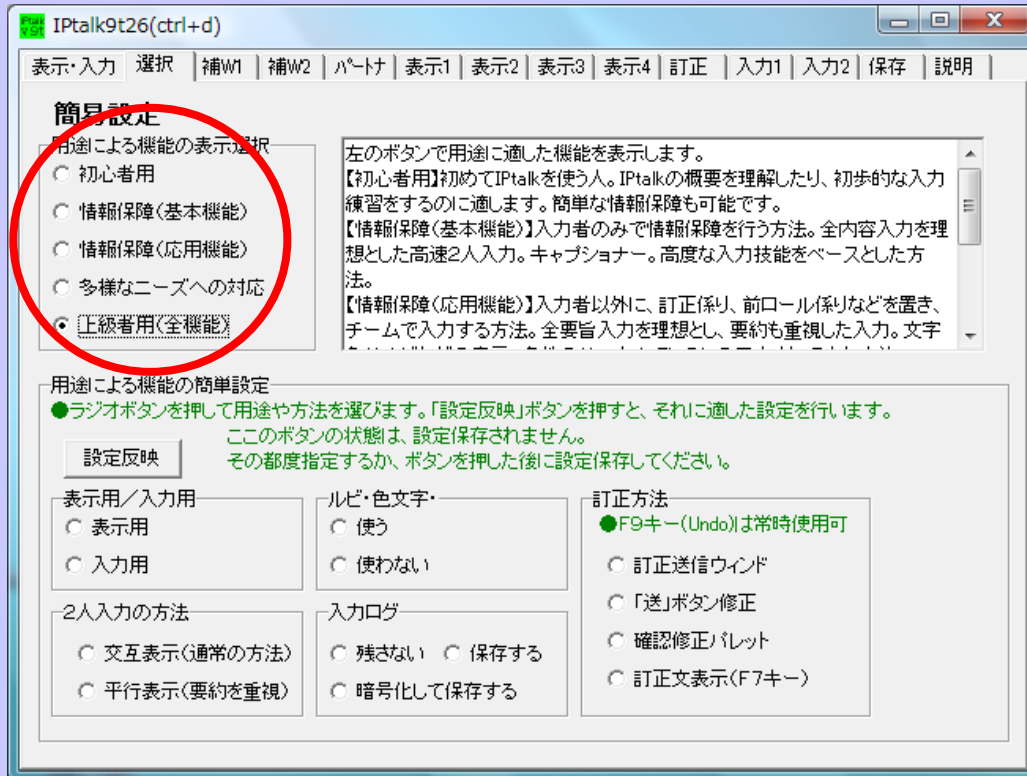 IPtalk9t26(ctrl+d)
表示・入力 選択 補W1 補W2 パートナ 表示1 表示2 表示3 表示4 訂正 入力1 入力2 保存 説明
簡易設定
用途による機能の表示選択
初心者用
情報保障(基本機能)
情報保障(応用機能)
多様なニーズへの対応
上級者用(全機能)
左のボタンで用途に適した機能を表示します。
【初心者用】初めてIPtalkを使う人。IPtalkの概要を理解したり、初歩的な入力
練習をするのに適します。簡単な情報保障も可能です。
【情報保障(基本機能)】入力者のみで情報保障を行う方法。全内容入力を理
想とした高速2人入力。キャプショナー。高度な入力技能をベースとした方
法。
【情報保障(応用機能)】入力者以外に、訂正係り、前ロール係りなどを置き、
チームで入力する方法。全要旨入力を理想とし、要約も重視した入力。文字
用途による機能の簡単設定
●ラジオボタンを押して用途や方法を選びます。「設定反映」ボタンを押すと、それに適した設定を行います。
ここのボタンの状態は、設定保存されません。
設定反映
その都度指定するか、ボタンを押した後に設定保存してください。
表示用/入力用
表示用
入力用
ルビ・色文字・
使う
使わない
訂正方法
●F9キー(Undo)は常時使用可
訂正送信ウィンド
「送」ボタン修正
確認修正パレット
訂正文表示(F7キー)
2人入力の方法
交互表示(通常の方法)
平行表示(要約を重視)
入力ログ
残さない 保存する
暗号化して保存する